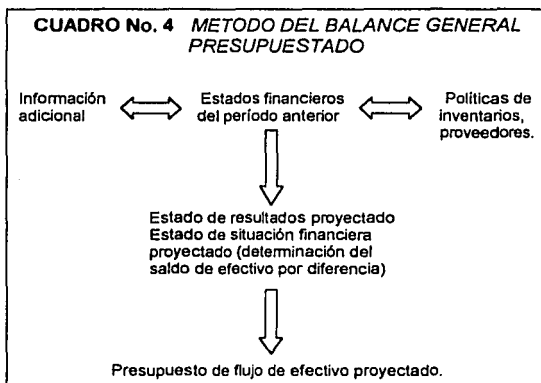 CUADRO No. 4 METODO DEL BALANCE GENERAL
PRESUPUESTADO
Información
adicional
Estados financieros
del período anterior
Políticas de
inventarios,
proveedores.
Estado de resultados proyectado
Estado de situación financiera
proyectado (determinación del
saldo de efectivo por diferencia)
Presupuesto de flujo de efectivo proyectado.